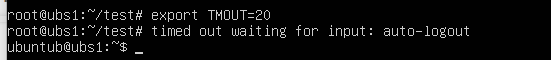 root@ubs1:~/test# export TMOUT=20
root@ubs1:~/test# timed out waiting for input: auto-logout
ubuntub@ubs1:~$ _